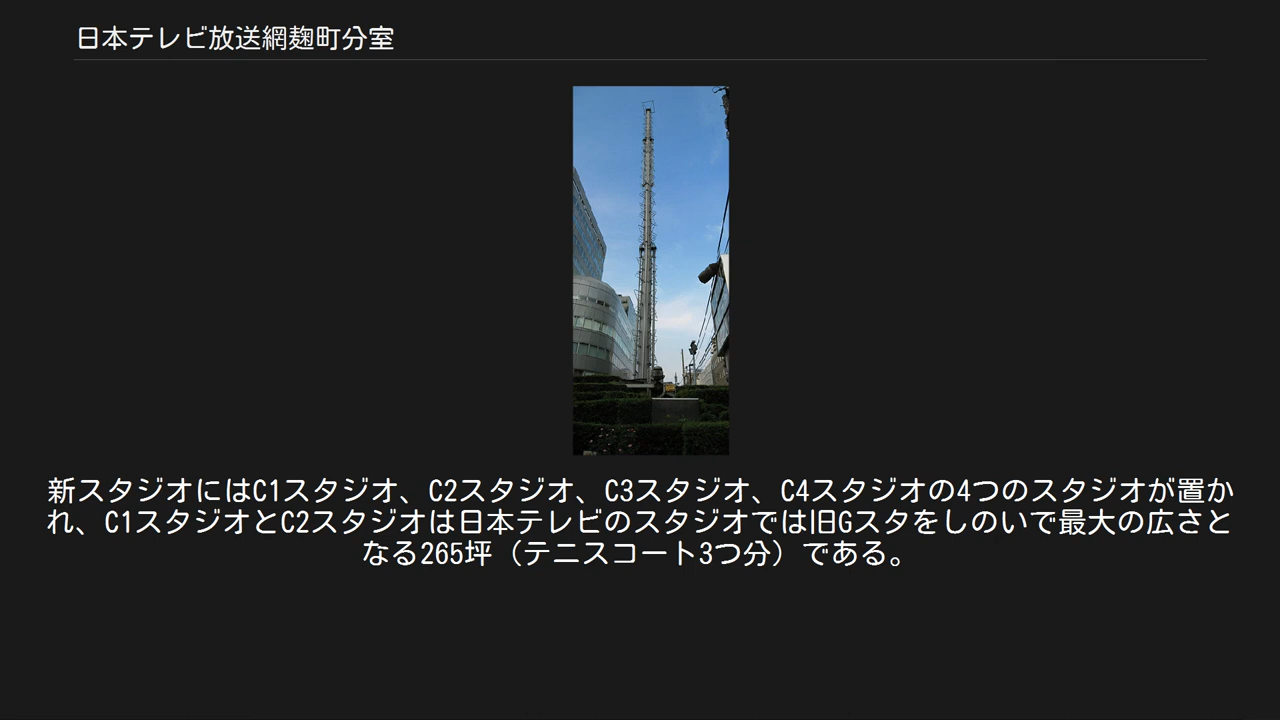 日本テレビ放送網麹町分室
新スタジオにはC1スタジオ、C2スタジオ、C3スタジオ、C4スタジオの4つのスタジオが置か
れ、C1スタジオとC2スタジオは日本テレビのスタジオでは旧Gスタをしのいで最大の広さと
なる265坪（テニスコート3つ分）である。